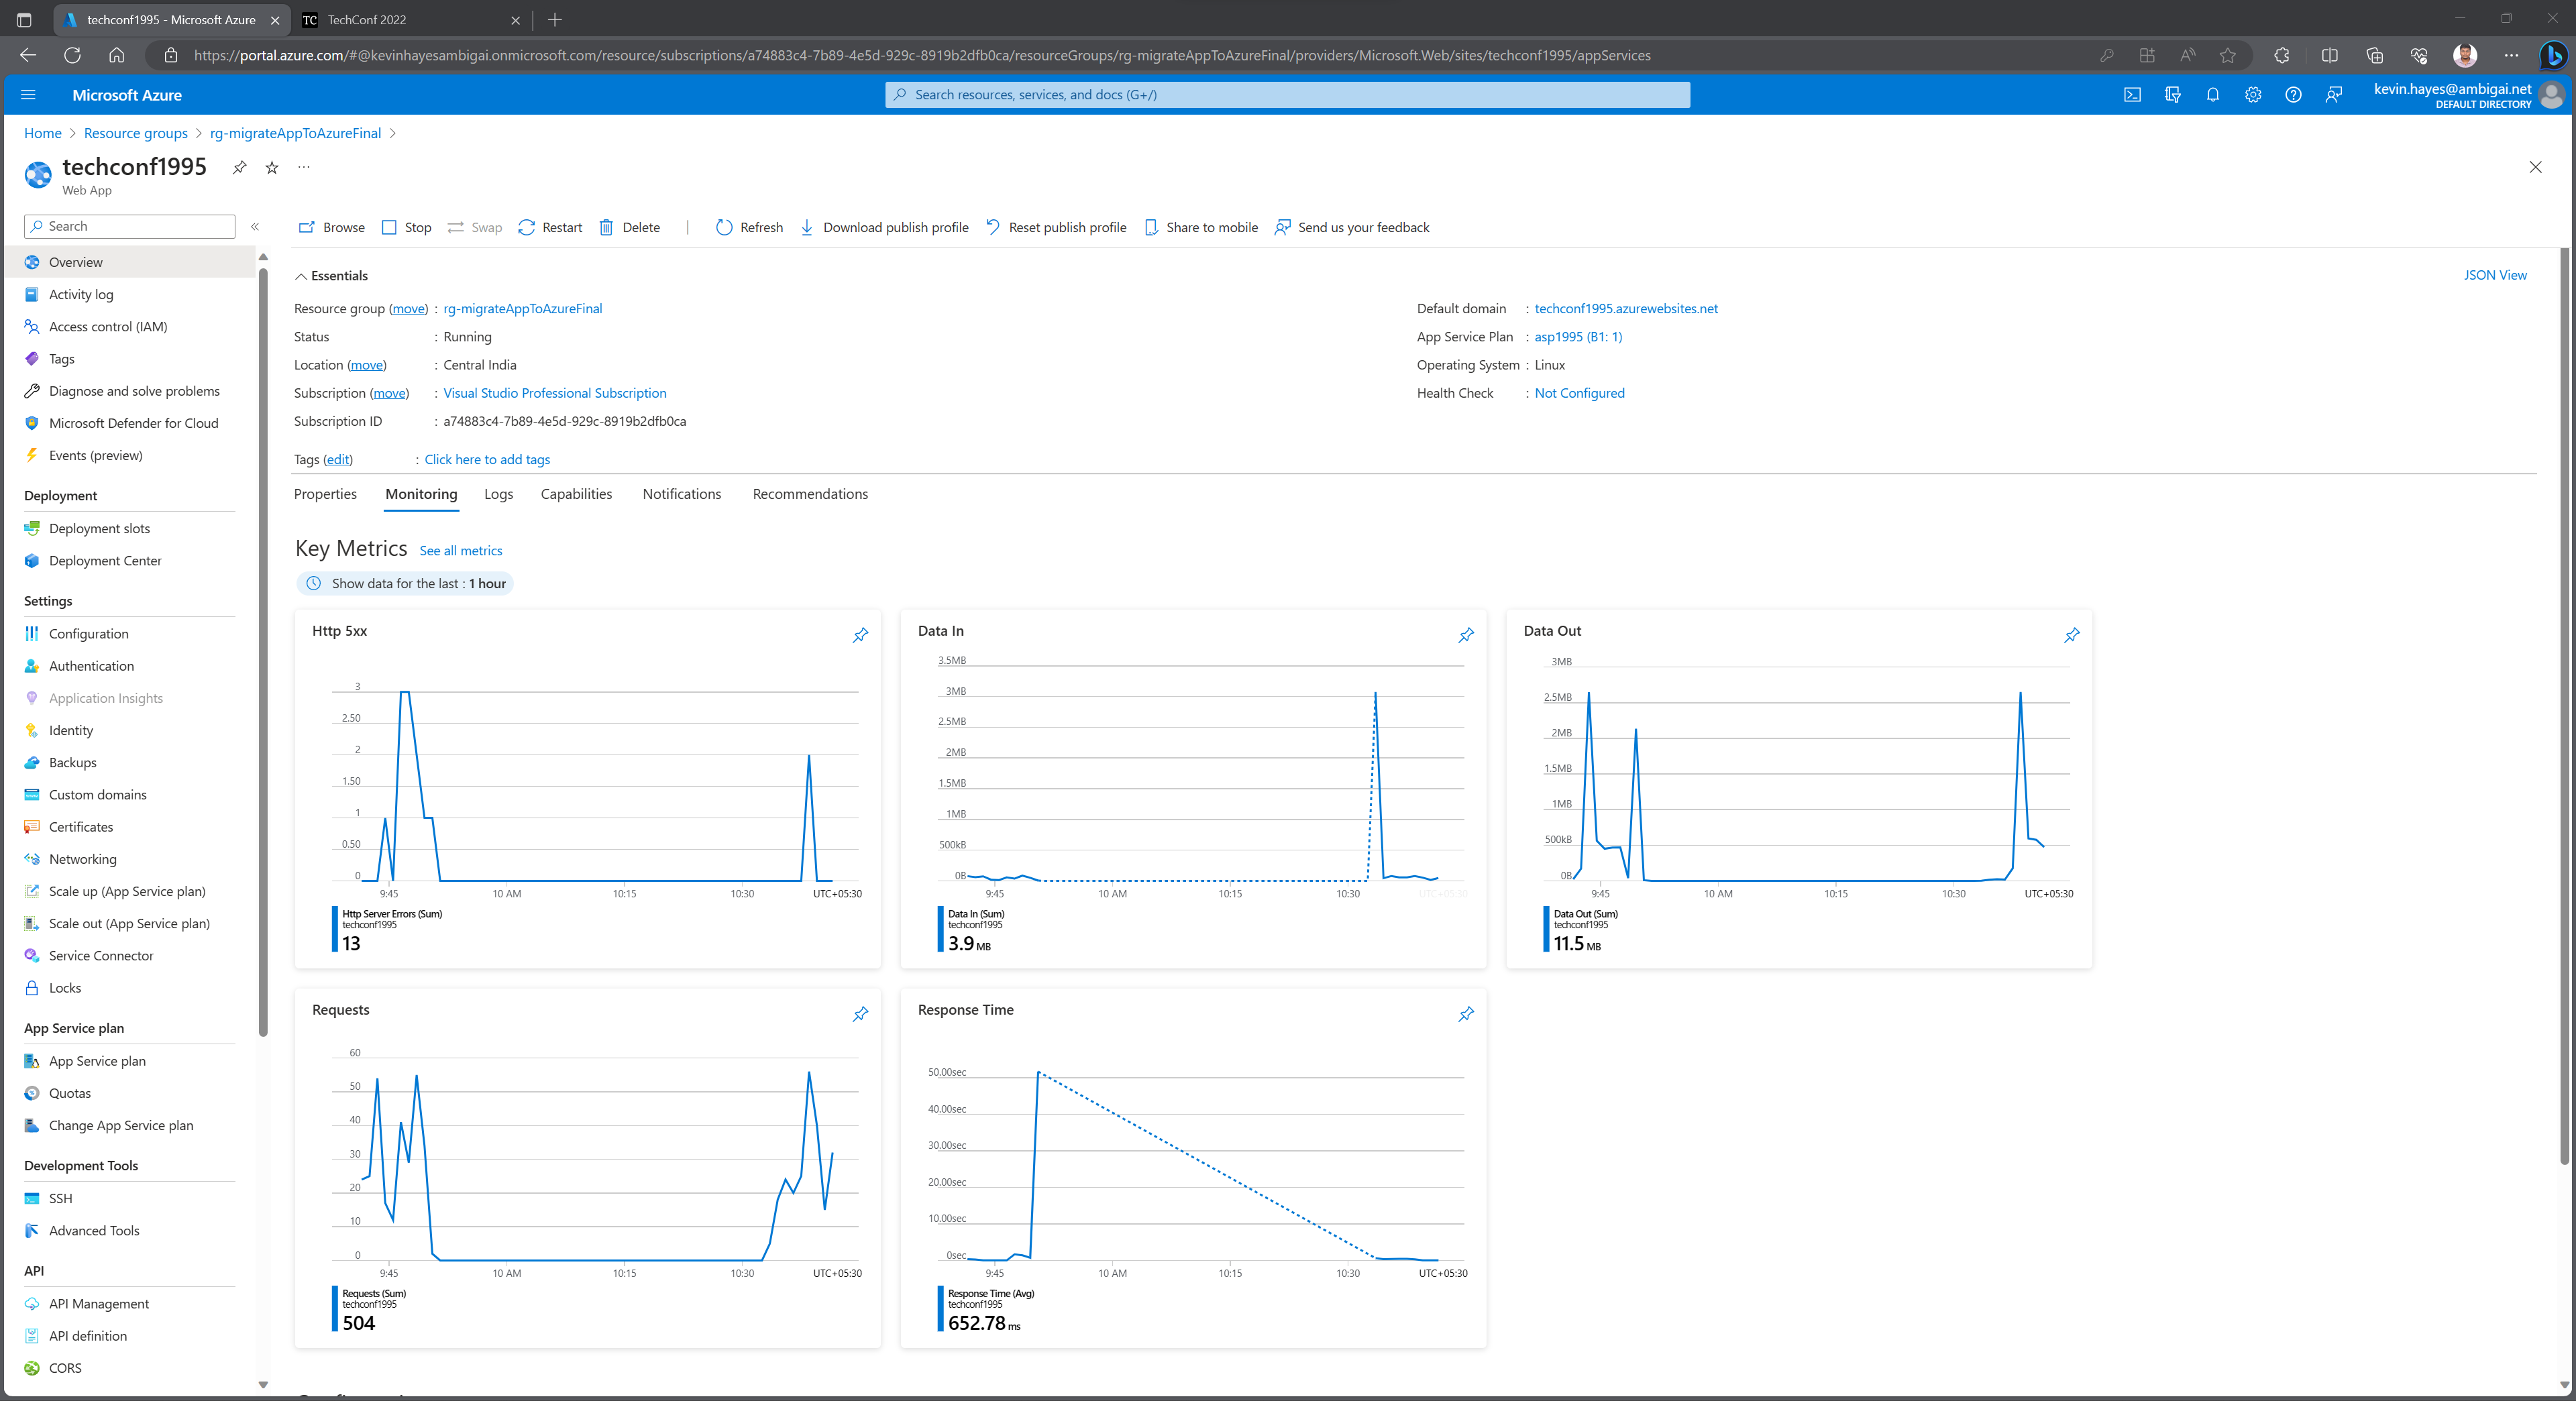 techconf1995 - Microsoft Azure
TC TechConf 2022
https://portal.azure.com/#@kevinhayesambigai.onmicrosoft.com/resource/subscriptions/a74883c4-7b89-4e5d-929c-8919b2dfb0ca/resourceGroups/rg-migrateAppToAzureFinal/providers/Microsoft.Web/sites/techconf1995/appServices
Microsoft Azure
Search resources, services, and docs (G+/)
kevin.hayes@ambigai.net
DEFAULT DIRECTORY
Home > Resource groups > rg-migrateAppToAzureFinal >
techconf1995
Web App
Search
Overview
Activity log
Access control (IAM)
Tags
Diagnose and solve problems
Microsoft Defender for Cloud
Events (preview)
Deployment
Deployment slots
Deployment Center
Settings
Configuration
Authentication
Application Insights
Identity
Backups
Custom domains
Certificates
Networking
Scale up (App Service plan)
Scale out (App Service plan)
Service Connector
Locks
App Service plan
App Service plan
Quotas
Change App Service plan
Development Tools
SSH
Advanced Tools
API
API Management
API definition
CORS
Browse Stop Swap Restart Delete Refresh Download publish profile Reset publish profile Share to mobile Send us your feedback
Essentials
JSON View
Resource group (move) : rg-migrateAppToAzureFinal
Status : Running
Location (move) : Central India
Subscription (move) : Visual Studio Professional Subscription
Subscription ID : a74883c4-7b89-4e5d-929c-8919b2dfb0ca
Default domain : techconf1995.azurewebsites.net
App Service Plan : asp1995 (B1: 1)
Operating System : Linux
Health Check : Not Configured
Tags (edit) : Click here to add tags
Properties Monitoring Logs Capabilities Notifications Recommendations
Key Metrics See all metrics
Show data for the last : 1 hour
Http 5xx
3
2.50
2
1.50
1
0.50
0
9:45 10 AM 10:15 10:30 UTC+05:30
Http Server Errors (Sum)
techconf1995
13
Data In
3.5MB
3MB
2.5MB
2MB
1.5MB
1MB
500kB
0B
9:45 10 AM 10:15 10:30 UTC+05:30
Data In (Sum)
techconf1995
3.9 MB
Data Out
3MB
2.5MB
2MB
1.5MB
1MB
500kB
0B
9:45 10 AM 10:15 10:30 UTC+05:30
Data Out (Sum)
techconf1995
11.5 MB
Requests
60
50
40
30
20
10
0
9:45 10 AM 10:15 10:30 UTC+05:30
Requests (Sum)
techconf1995
504
Response Time
50.00sec
40.00sec
30.00sec
20.00sec
10.00sec
0sec
9:45 10 AM 10:15 10:30 UTC+05:30
Response Time (Avg)
techconf1995
652.78 ms